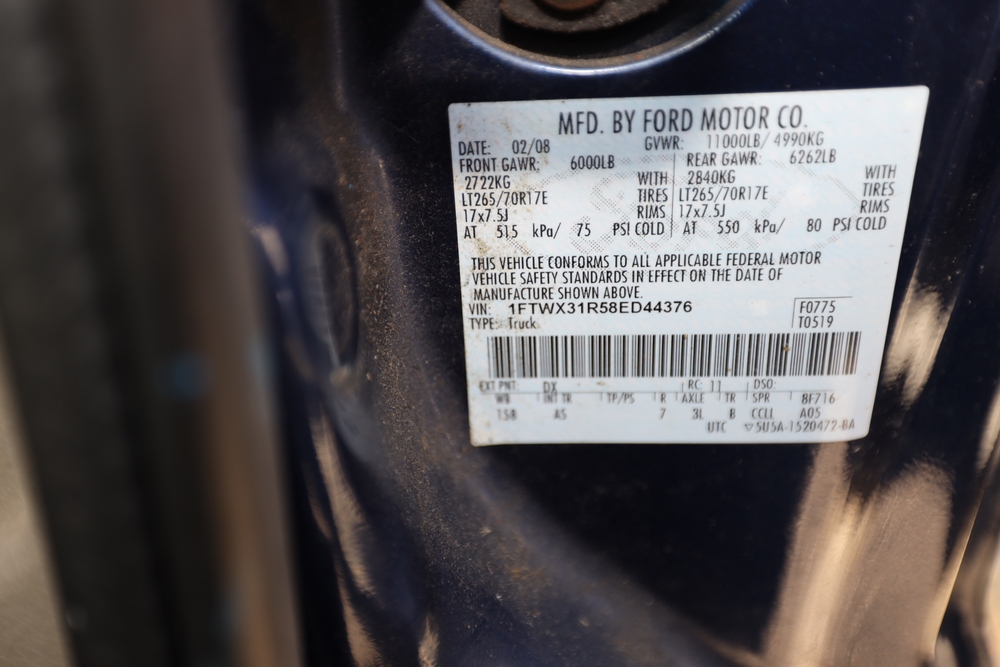 MFD. BY FORD MOTOR CO.
DATE: 02/08 GVWR: 11000LB/ 4990KG
FRONT GAWR: 6000LB REAR GAWR: 6262LB
2722KG WITH 2840KG WITH
LT265/70R17E TIRES LT265/70R17E TIRES
17x7.5J RIMS 17x7.5J RIMS
AT 515 kPa/ 75 PSI COLD AT 550 kPa/ 80 PSI COLD
THIS VEHICLE CONFORMS TO ALL APPLICABLE FEDERAL MOTOR
VEHICLE SAFETY STANDARDS IN EFFECT ON THE DATE OF
MANUFACTURE SHOWN ABOVE.
VIN: 1FTWX31R58ED44376 F0775
TYPE: Truck T0519
EXT PNT: DX RC: 11 DSO:
WB INT TR TP/PS R AXLE TR SPR 8F716
158 AS 7 3L B CCLL A05
UTC ▽5U5A-1520472-BA